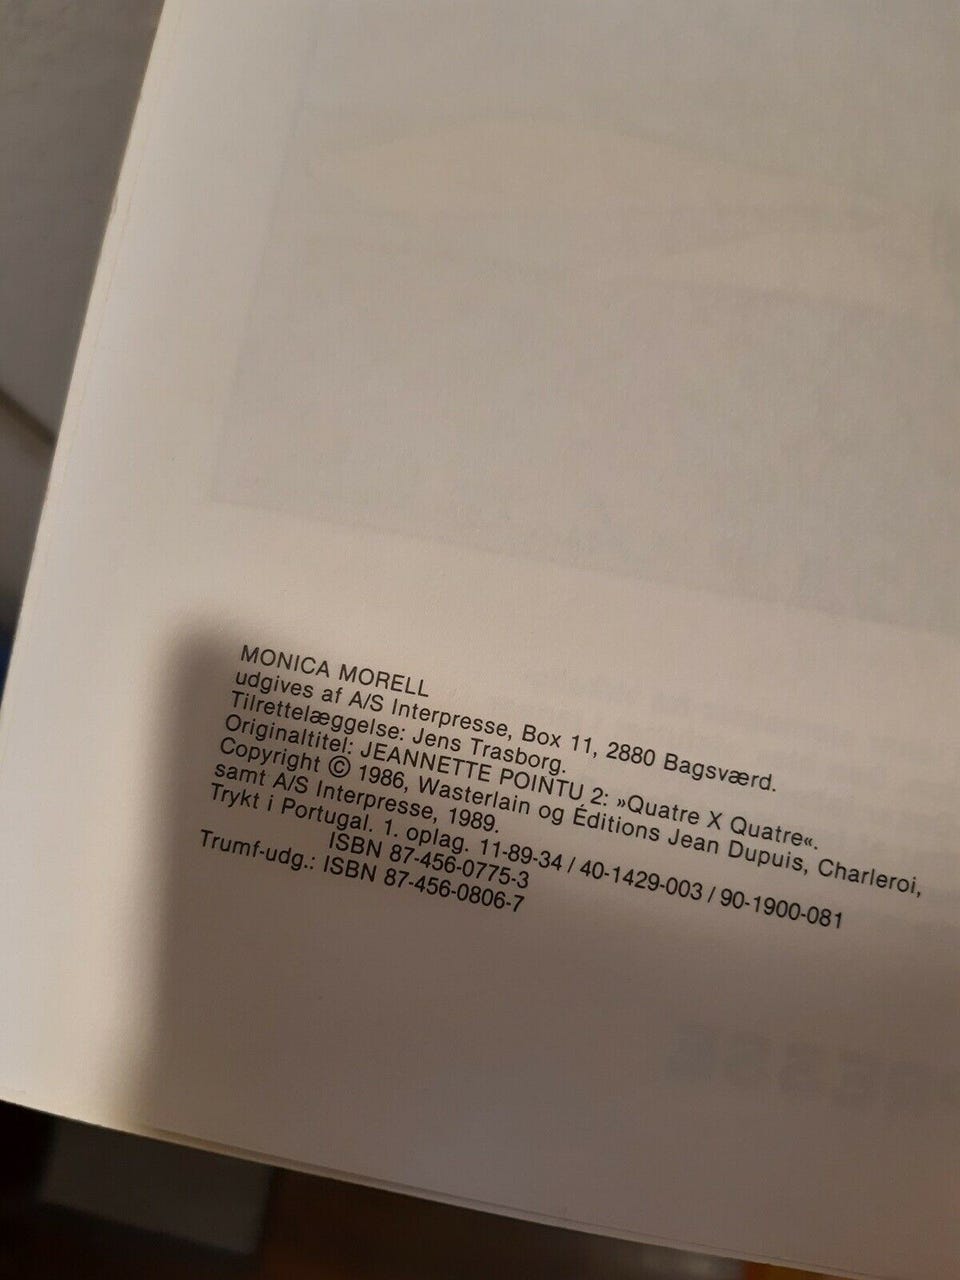 MONICA MORELL
udgives af A/S Interpresse, Box 11, 2880 Bagsværd.
Tilrettelæggelse: Jens Trasborg.
Originaltitel: JEANNETTE POINTU 2: »Quatre X Quatre«.
Copyright © 1986, Wasterlain og Éditions Jean Dupuis, Charleroi,
samt A/S Interpresse, 1989.
Trykt i Portugal. 1. oplag. 11-89-34 / 40-1429-003 / 90-1900-081
ISBN 87-456-0775-3
Trumf-udg.: ISBN 87-456-0806-7